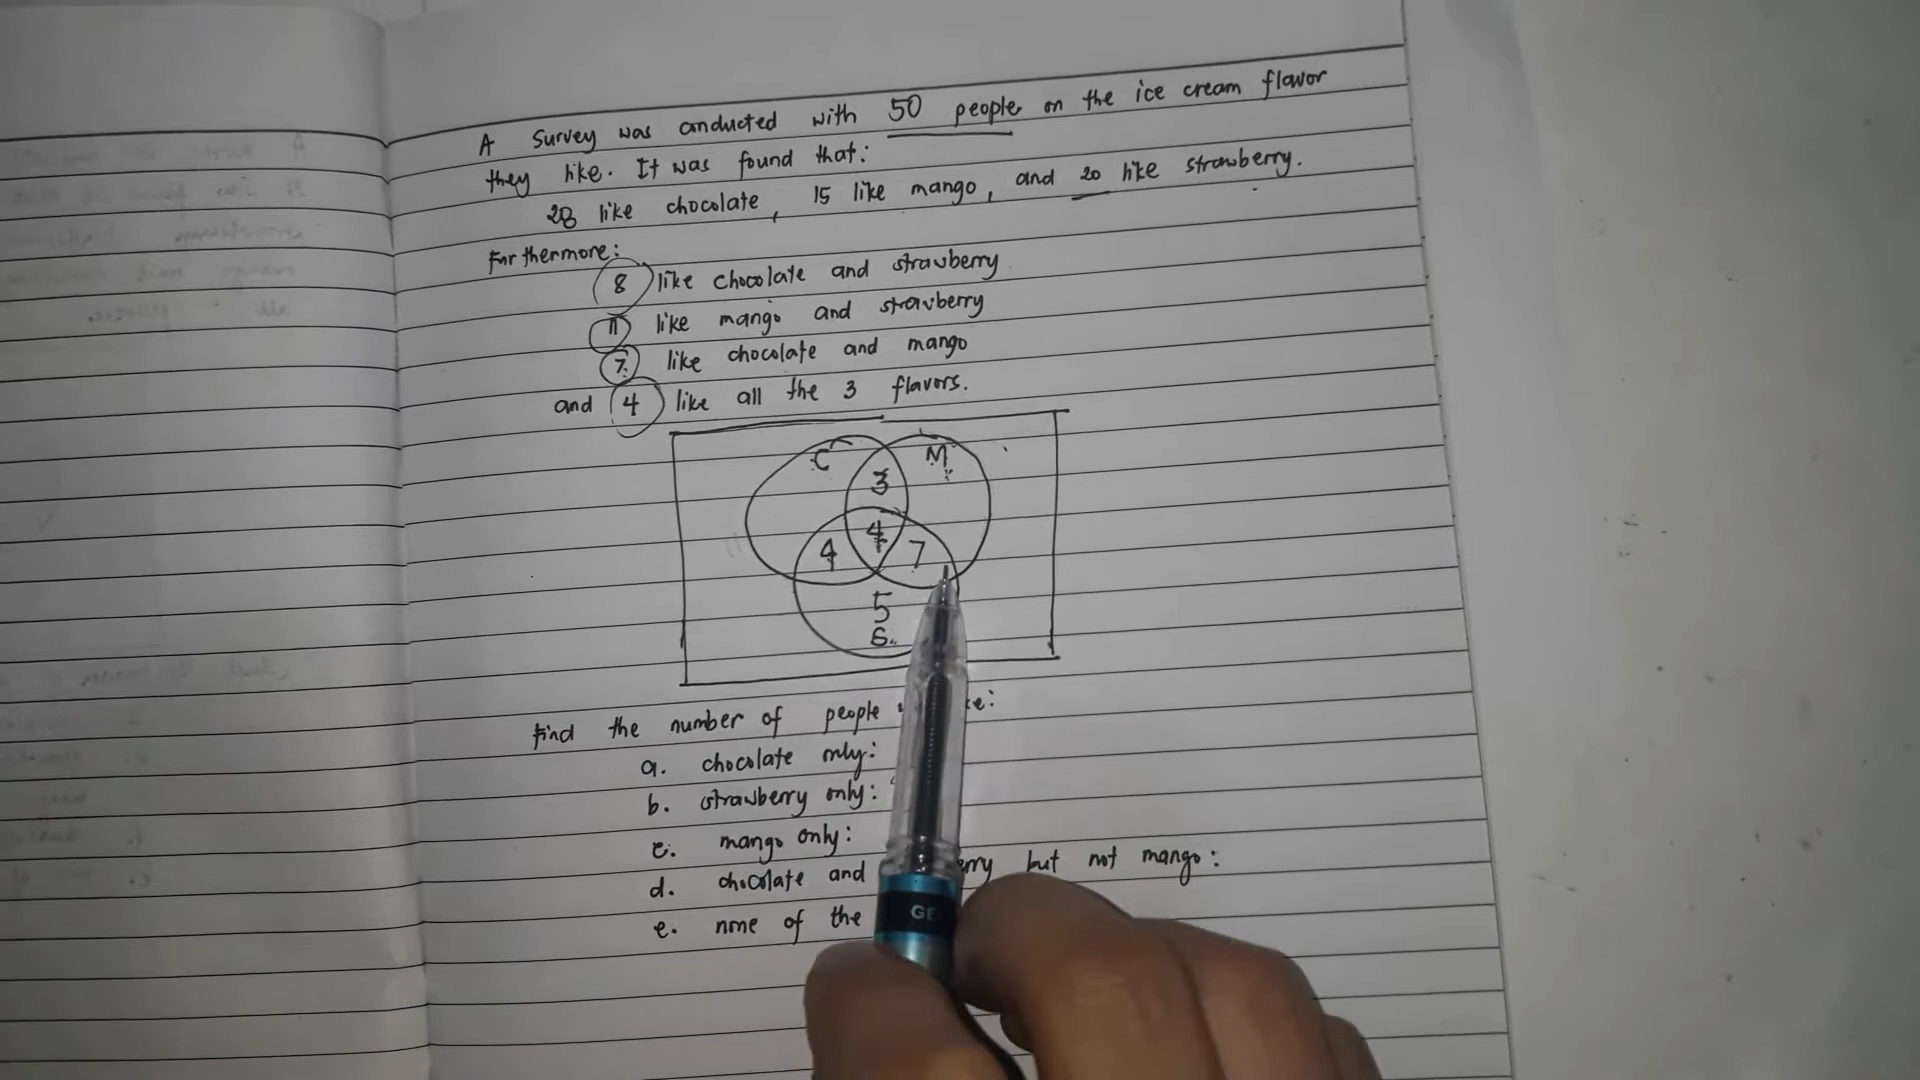 A survey was conducted with 50 people on the ice cream flavor
they like. It was found that:
28 like chocolate, 15 like mango, and 20 like strawberry.
Furthermore:
8 like chocolate and strawberry
11 like mango and strawberry
7 like chocolate and mango
and 4 like all the 3 flavors.
C M
3
4
4 7
5
S
find the number of people
a. chocolate only:
b. strawberry only:
c. mango only:
d. chocolate and but not mango:
e. none of the
GE